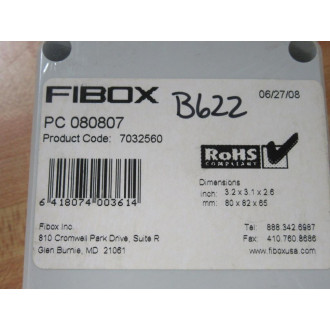 FIBOX B622 06/27/08
PC 080807
Product Code: 7032560
RoHS
COMPLIANT
Dimensions
inch: 3.2 x 3.1 x 2.6
mm: 80 x 82 x 65
6 418074 003614
Fibox Inc.
810 Cromwell Park Drive, Suite R
Glen Burnie, MD 21061
Tel: 888.342.6987
Fax: 410.760.8686
www.fiboxusa.com